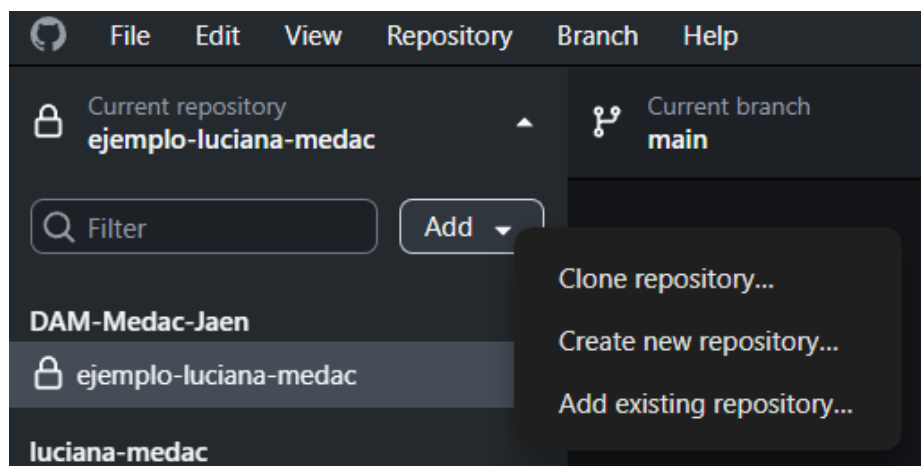 File Edit View Repository Branch Help
Current repository
ejemplo-luciana-medac
Current branch
main
Filter
Add
Clone repository...
Create new repository...
Add existing repository...
DAM-Medac-Jaen
ejemplo-luciana-medac
luciana-medac